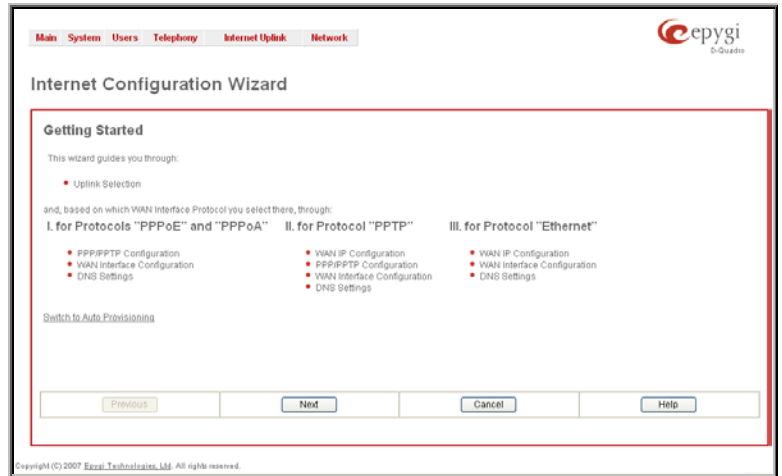 Main System Users Telephony Internet Uplink Network
epygi
D-Quadro
Internet Configuration Wizard
Getting Started
This wizard guides you through:
Uplink Selection
and, based on which WAN Interface Protocol you select there, through:
I. for Protocols "PPPoE" and "PPPoA"
PPP/PPTP Configuration
WAN Interface Configuration
DNS Settings
II. for Protocol "PPTP"
WAN IP Configuration
PPP/PPTP Configuration
WAN Interface Configuration
DNS Settings
III. for Protocol "Ethernet"
WAN IP Configuration
WAN Interface Configuration
DNS Settings
Switch to Auto Provisioning
Previous Next Cancel Help
Copyright (C) 2007 Epygi Technologies, Ltd. All rights reserved.